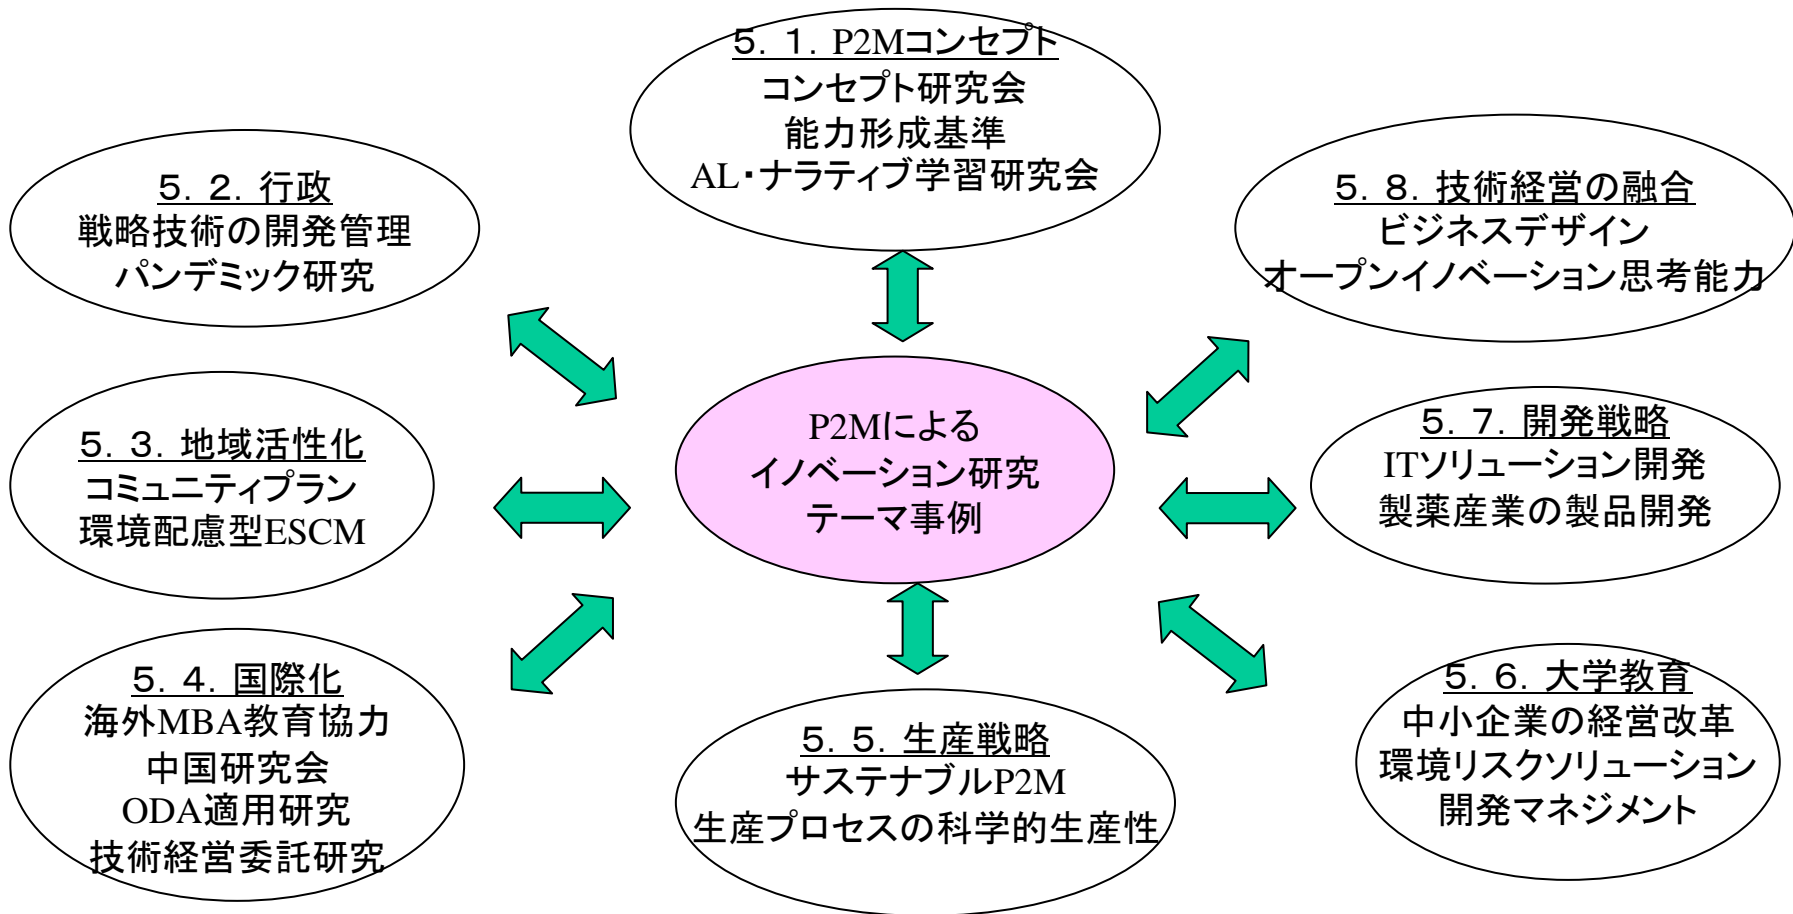 5．1．P2Mコンセプト
コンセプト研究会
能力形成基準
AL・ナラティブ学習研究会
5．2．行政
戦略技術の開発管理
パンデミック研究
5．3．地域活性化
コミュニティプラン
環境配慮型ESCM
5．4．国際化
海外MBA教育協力
中国研究会
ODA適用研究
技術経営委託研究
P2Mによる
イノベーション研究
テーマ事例
5．5．生産戦略
サステナブルP2M
生産プロセスの科学的生産性
5．6．大学教育
中小企業の経営改革
環境リスクソリューション
開発マネジメント
5．7．開発戦略
ITソリューション開発
製薬産業の製品開発
5．8．技術経営の融合
ビジネスデザイン
オープンイノベーション思考能力